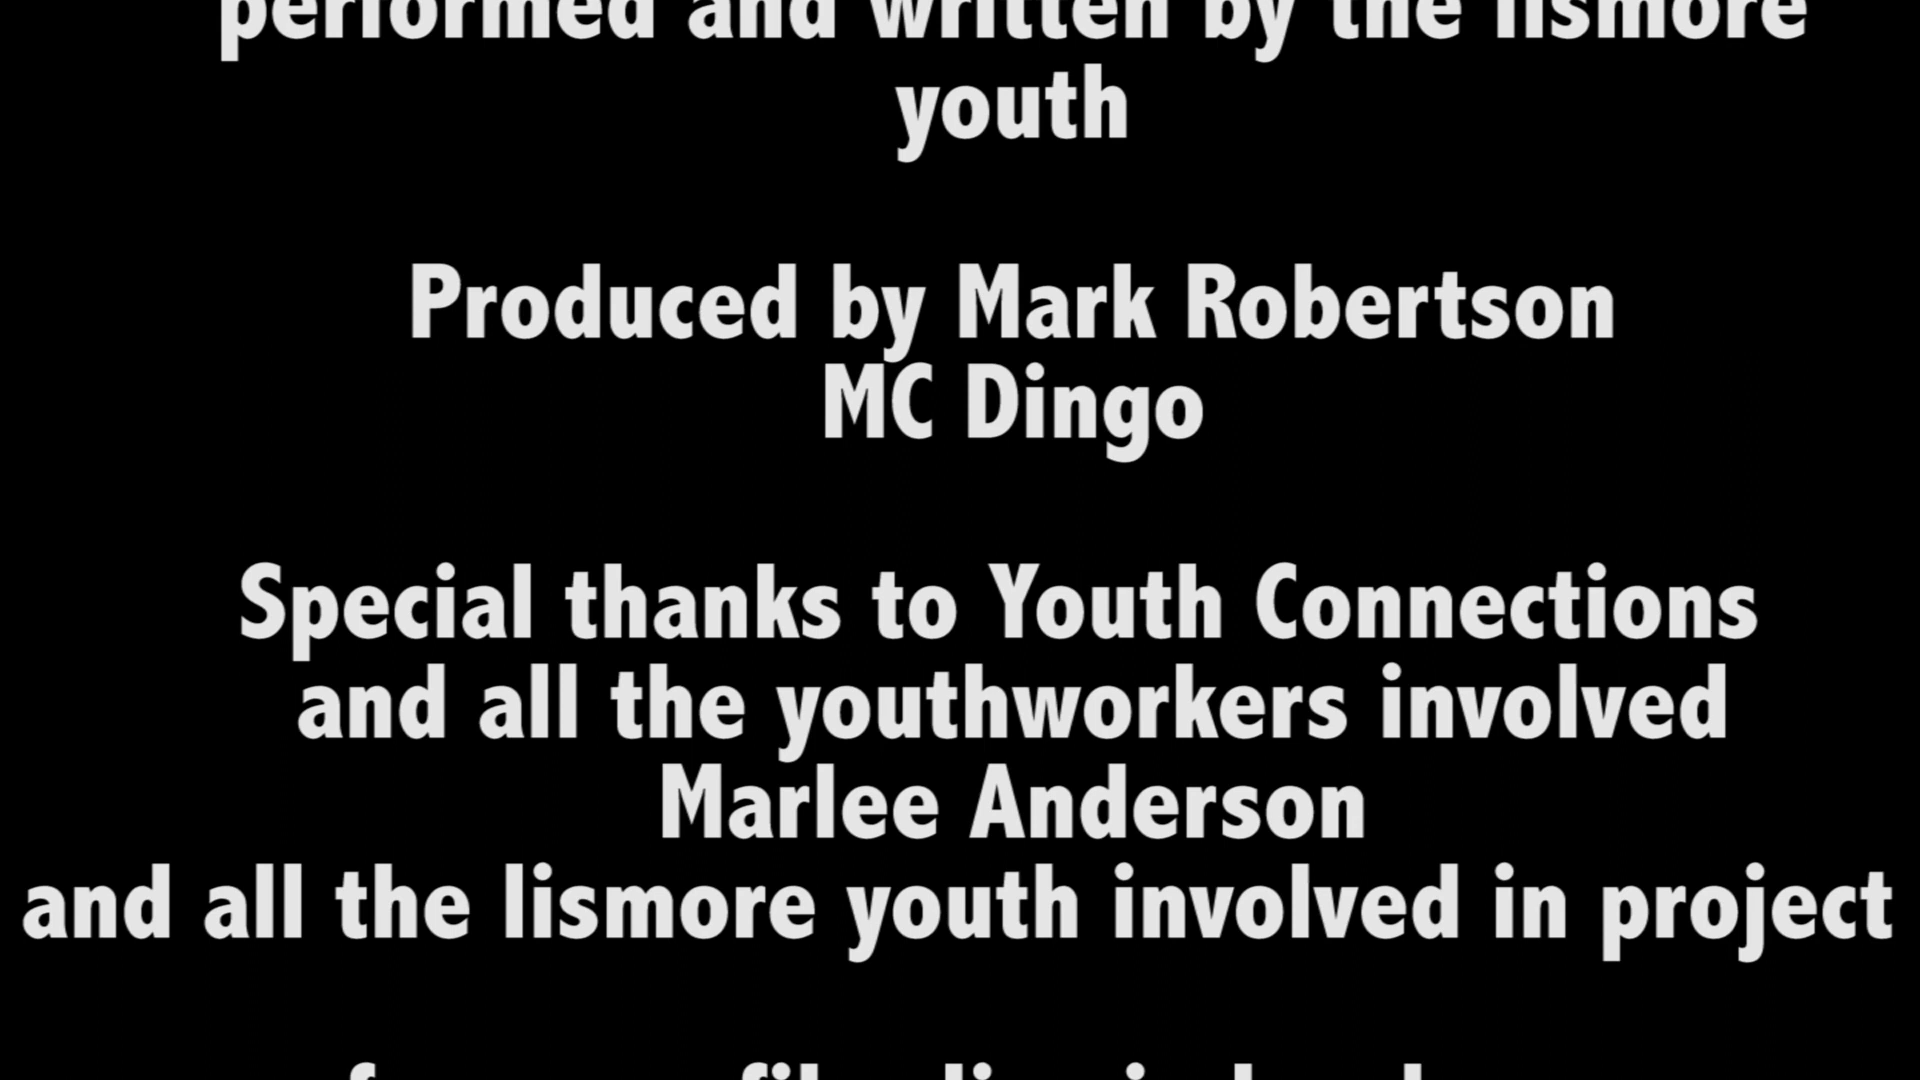 performed and written by the lismore
youth
Produced by Mark Robertson
MC Dingo
Special thanks to Youth Connections
and all the youthworkers involved
Marlee Anderson
and all the lismore youth involved in project